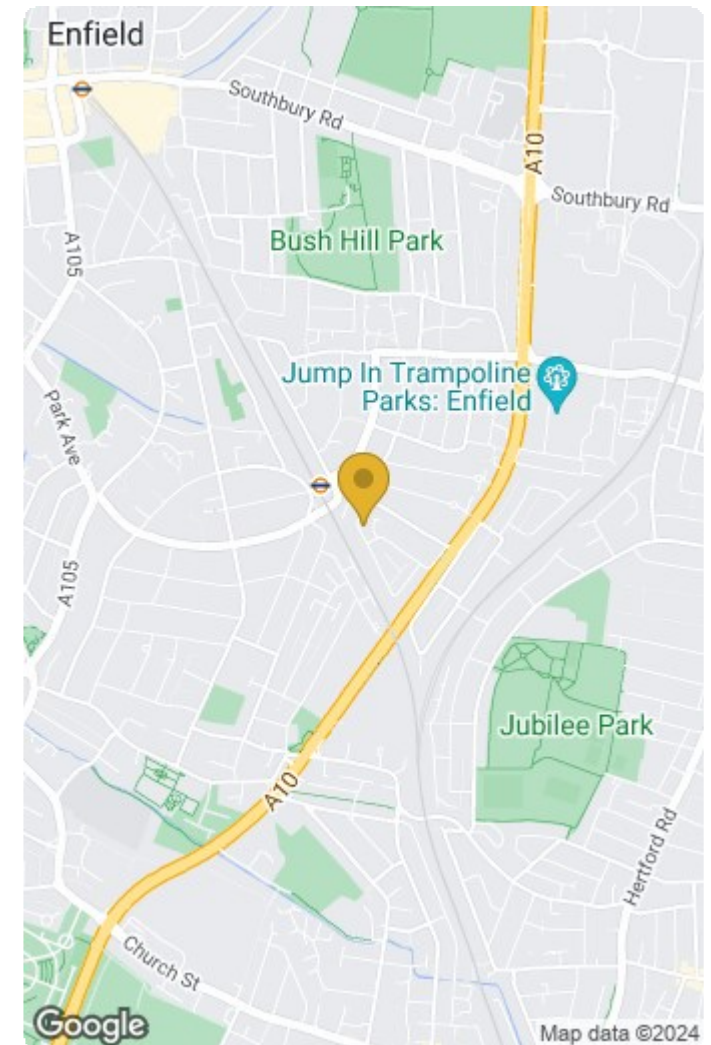 Enfield
Southbury Rd
A10
Southbury Rd
A105
Bush Hill Park
Jump In Trampoline
Parks: Enfield
Park Ave
A105
Jubilee Park
A10
Hertford Rd
Church St
Google
Map data ©2024